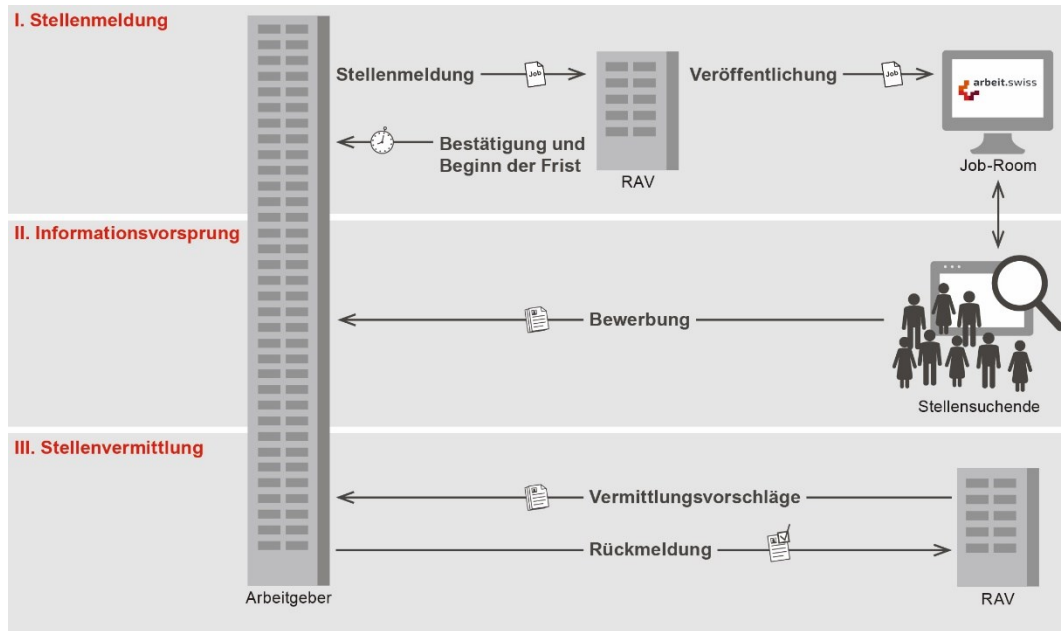 I. Stellenmeldung
Stellenmeldung
Job
Veröffentlichung
Job
arbeit.swiss
Bestätigung und
Beginn der Frist
RAV
Job-Room
II. Informationsvorsprung
Bewerbung
Stellensuchende
III. Stellenvermittlung
Vermittlungsvorschläge
Rückmeldung
Arbeitgeber
RAV